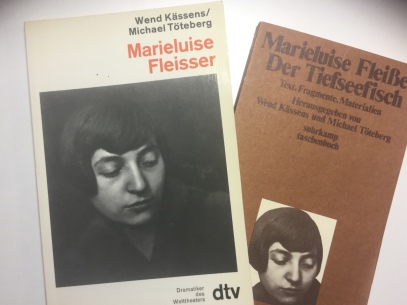 Wend Kässens/
Michael Töteberg
Marieluise
Fleisser
Dramatiker
des
Welttheaters
dtv
Marieluise Fleiße
Der Tiefseefisch
Text, Fragmente, Materialien
Herausgegeben von
Wend Kässens und Michael Töteberg
suhrkamp
taschenbuch